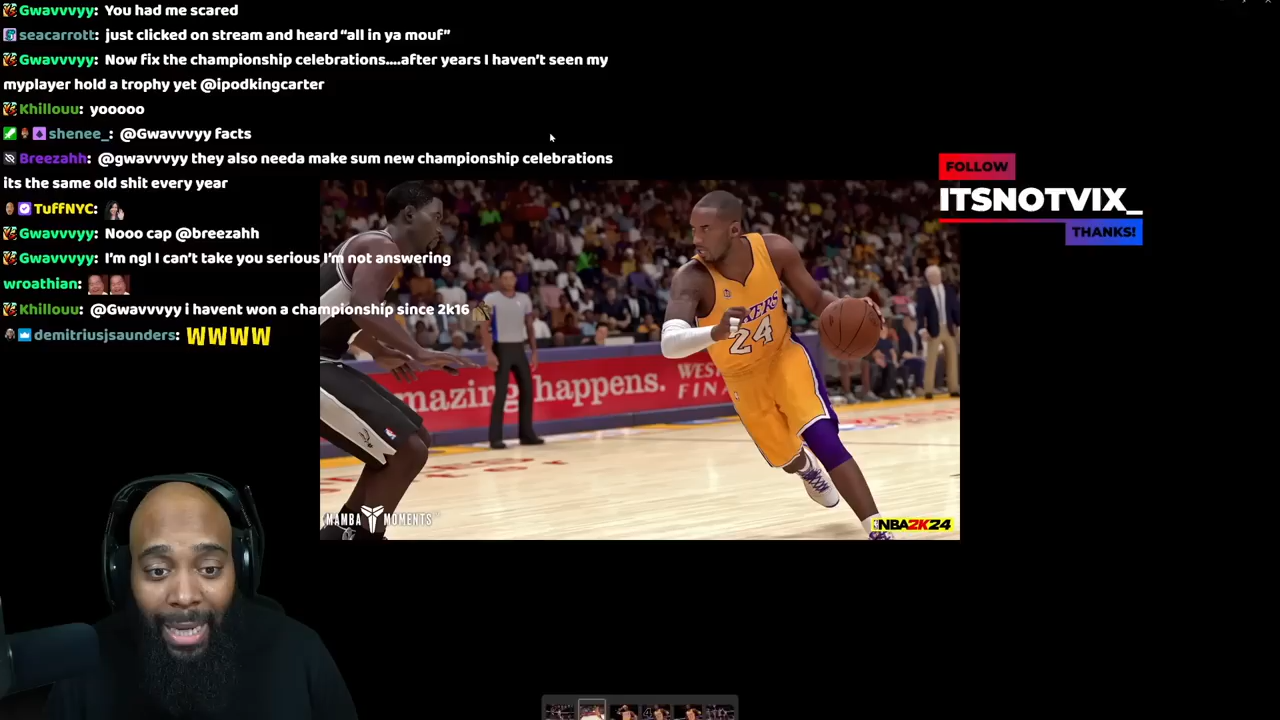 Gwavvvyy: You had me scared
seacarrott: just clicked on stream and heard “all in ya mouf”
Gwavvvyy: Now fix the championship celebrations....after years I haven’t seen my
myplayer hold a trophy yet @ipodkingcarter
Khillouu: yooooo
shenee_: @Gwavvvyy facts
Breezahh: @gwavvvyy they also needa make sum new championship celebrations
its the same old shit every year
TuffNYC:
Gwavvvyy: Nooo cap @breezahh
Gwavvvyy: I’m ngl I can’t take you serious I’m not answering
wroathian:
Khillouu: @Gwavvvyy i havent won a championship since 2k16
demitriusjsaunders: WWWW
FOLLOW
ITSNOTVIX_
THANKS!
KERS
24
amazing happens.
WES
FINA
MAMBA MOMENTS
NBA2K24